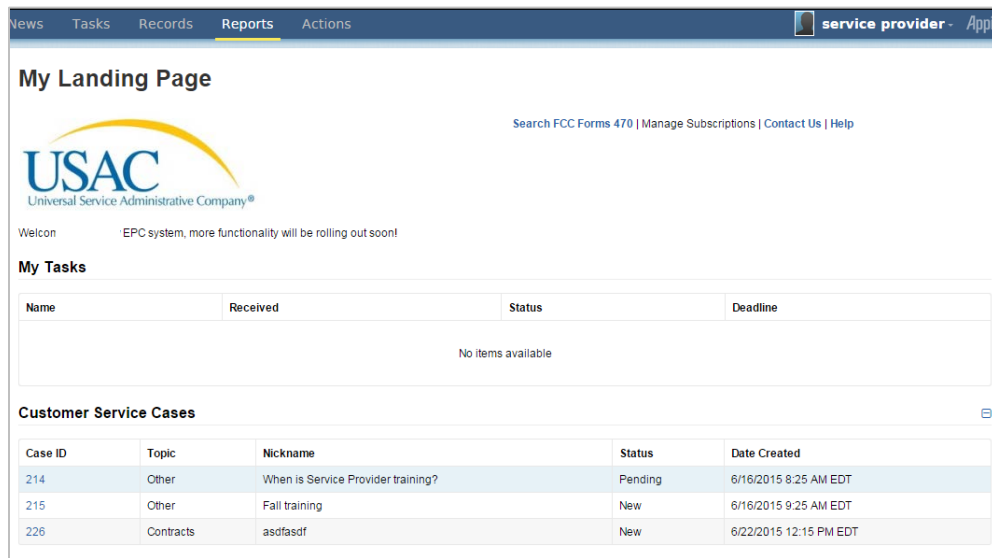 News Tasks Records Reports Actions service provider - App
My Landing Page
Search FCC Forms 470 | Manage Subscriptions | Contact Us | Help
USAC
Universal Service Administrative Company®
Welcon EPC system, more functionality will be rolling out soon!
My Tasks
Name Received Status Deadline
No items available
Customer Service Cases
Case ID Topic Nickname Status Date Created
214 Other When is Service Provider training? Pending 6/16/2015 8:25 AM EDT
215 Other Fall training New 6/16/2015 9:25 AM EDT
226 Contracts asdfasdf New 6/22/2015 12:15 PM EDT